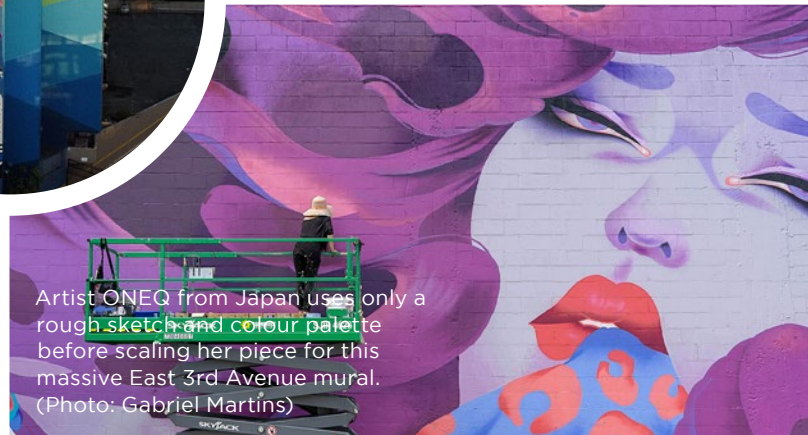 Artist ONEQ from Japan uses only a
rough sketch and colour palette
before scaling her piece for this
massive East 3rd Avenue mural.
(Photo: Gabriel Martins)
SKYJACK
SKYJACK